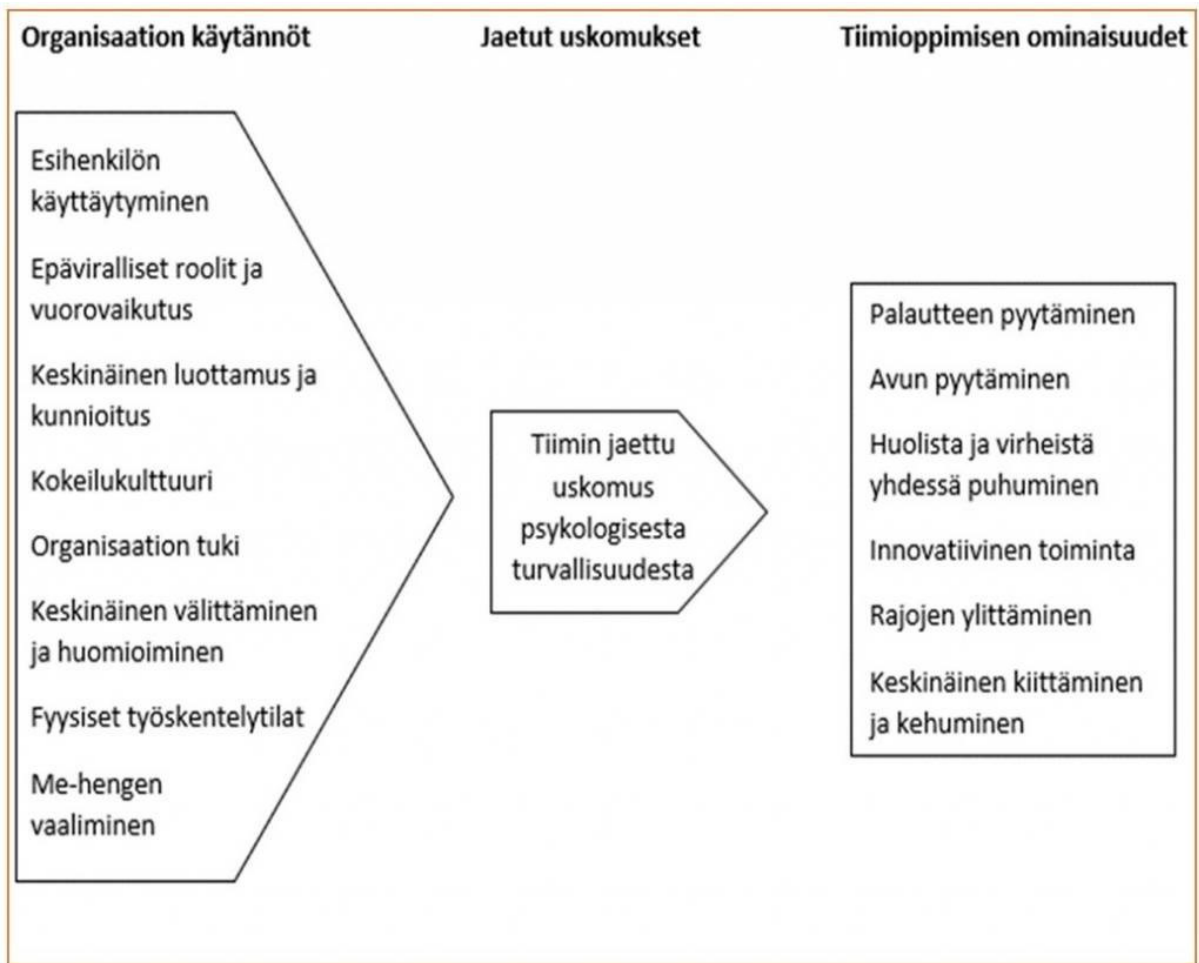 Organisaation käytännöt
Jaetut uskomukset
Tiimioppimisen ominaisuudet
Esihenkilön
käyttäytyminen
Epäviralliset roolit ja
vuorovaikutus
Keskinäinen luottamus ja
kunnioitus
Kokeilukulttuuri
Organisaation tuki
Keskinäinen välittäminen
ja huomioiminen
Fyysiset työskentelytilat
Me-hengen
vaaliminen
Tiimin jaettu
uskomus
psykologisesta
turvallisuudesta
Palautteen pyytäminen
Avun pyytäminen
Huolista ja virheistä
yhdessä puhuminen
Innovatiivinen toiminta
Rajojen ylittäminen
Keskinäinen kiittäminen
ja kehuminen